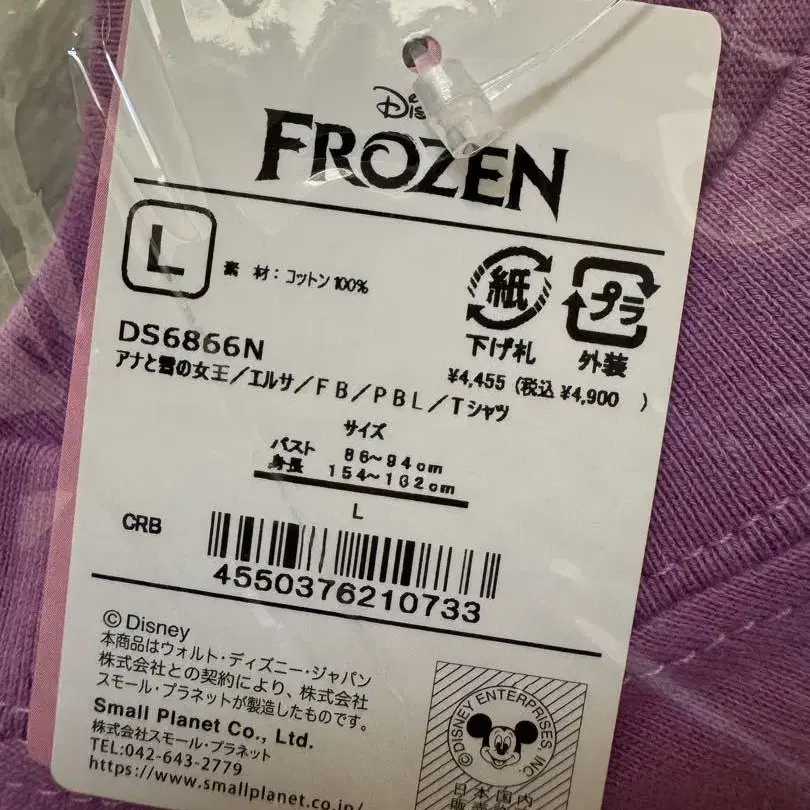 Dis
FROZEN
L 素 材：コットン100%
紙 プラ
下げ札 外装
DS6866N
アナと雪の女王/エルサ/FB/PBL/Tシャツ
¥4,455 (税込 ¥4,900 )
サイズ
バスト 86～94cm
身長 154～162cm
L
CRB
4550376210733
©Disney
本商品はウォルト・ディズニー・ジャパン
株式会社との契約により、株式会社
スモール・プラネットが製造したものです。
Small Planet Co., Ltd.
株式会社スモール・プラネット
TEL:042-643-2779
https://www.smallplanet.co
©DISNEY ENTERPRISES, INC.
日本国内